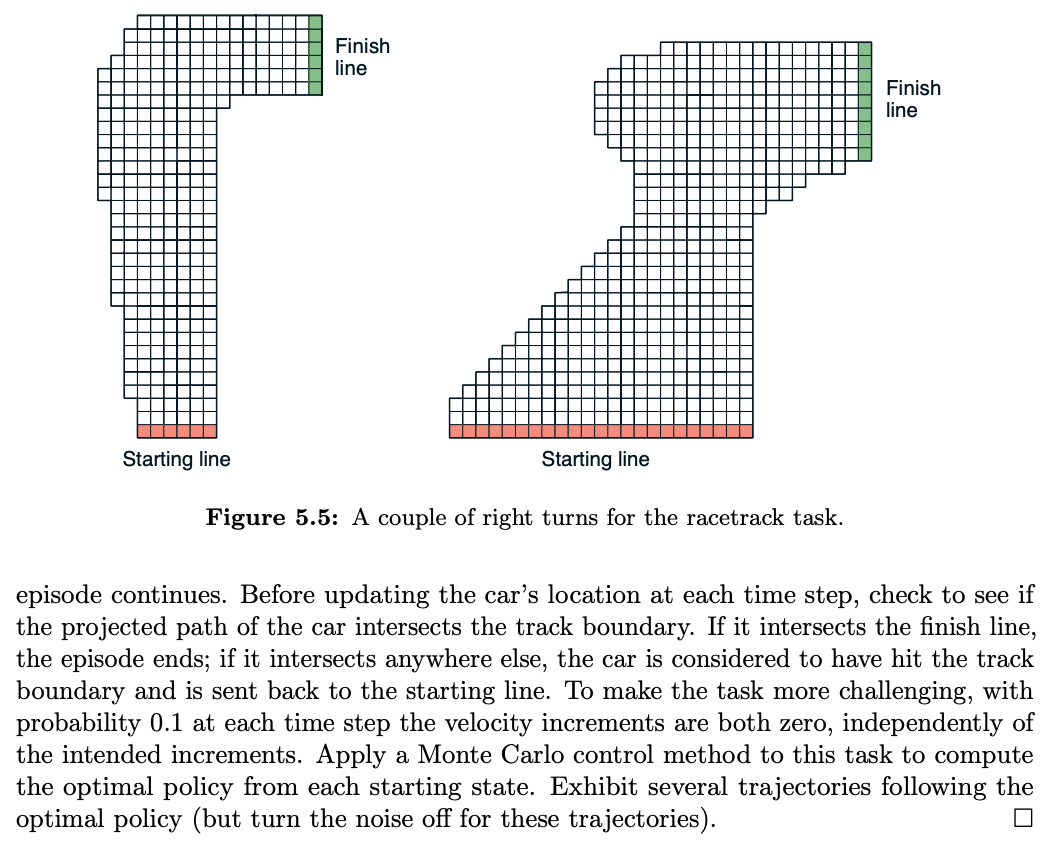 Finish
line
Finish
line
Starting line
Starting line
Figure 5.5: A couple of right turns for the racetrack task.
episode continues. Before updating the car’s location at each time step, check to see if
the projected path of the car intersects the track boundary. If it intersects the finish line,
the episode ends; if it intersects anywhere else, the car is considered to have hit the track
boundary and is sent back to the starting line. To make the task more challenging, with
probability 0.1 at each time step the velocity increments are both zero, independently of
the intended increments. Apply a Monte Carlo control method to this task to compute
the optimal policy from each starting state. Exhibit several trajectories following the
optimal policy (but turn the noise off for these trajectories). □